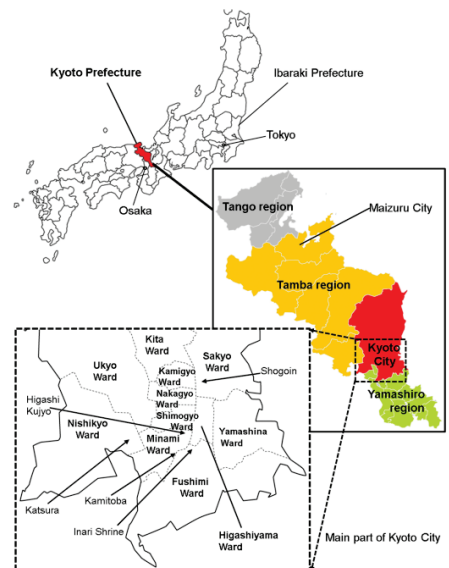 Kyoto Prefecture
Ibaraki Prefecture
Tokyo
Osaka
Tango region
Maizuru City
Tamba region
Kyoto
City
Yamashiro
region
Kita
Ward
Ukyo
Ward
Sakyo
Ward
Kamigyo
Ward
Shogoin
Nakagyo
Ward
Higashi
Kujyo
Shimogyo
Ward
Nishikyo
Ward
Minami
Ward
Yamashina
Ward
Fushimi
Ward
Katsura
Kamitoba
Inari Shrine
Higashiyama
Ward
Main part of Kyoto City